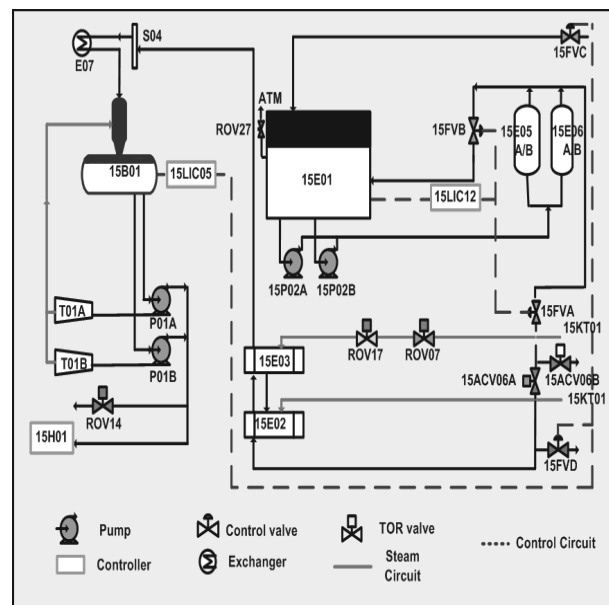 S04
E07
15FVC
ATM
ROV27
15FVB
15E05
A/B
15E06
A/B
15B01
15LIC05
15E01
15LIC12
15P02A
15P02B
T01A
P01A
15FVA
15KT01
T01B
P01B
15E03
ROV17
ROV07
15ACV06A
15ACV06B
15KT01
ROV14
15E02
15H01
15FVD
Pump
Control valve
TOR valve
Control Circuit
Controller
Exchanger
Steam
Circuit